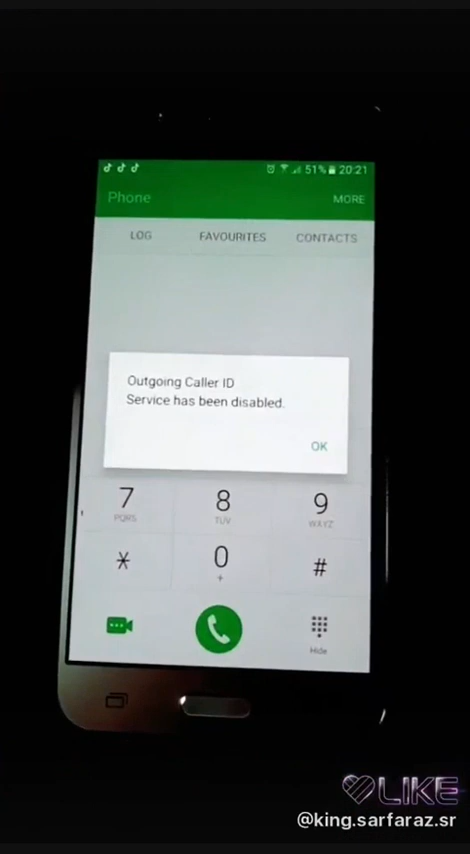 51% 20:21
Phone
MORE
LOG
FAVOURITES
CONTACTS
Outgoing Caller ID
Service has been disabled.
OK
7
PQRS
8
TUV
9
WXYZ
*
0
+
#
Hide
LIKE
@king.sarfaraz.sr